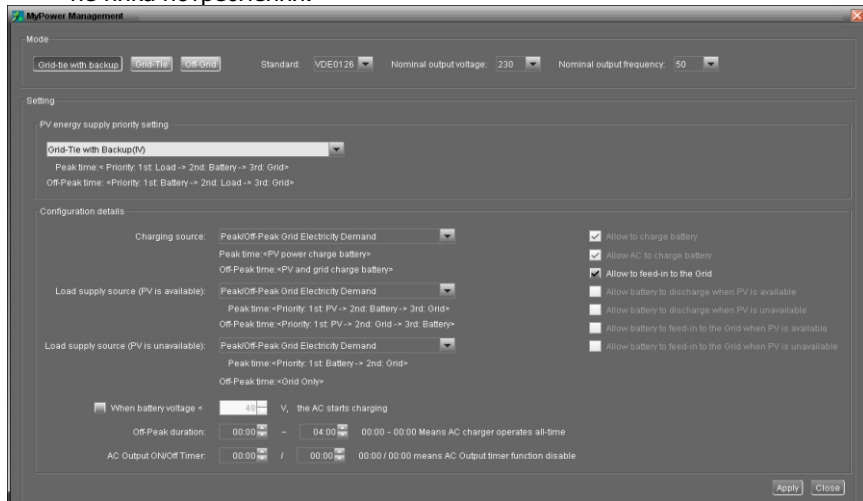 MyPower Management
Mode
Grid-tie with backup Grid-Tie Off-Grid Standard: VDE0126 Nominal output voltage: 230 Nominal output frequency: 50
Setting
PV energy supply priority setting
Grid-Tie with Backup(IV)
Peak time:< Priority: 1st: Load -> 2nd: Battery -> 3rd: Grid>
Off-Peak time: <Priority: 1st: Battery -> 2nd: Load -> 3rd: Grid>
Configuration details
Charging source: Peak/Off-Peak Grid Electricity Demand
Peak time:<PV power charge battery>
Off-Peak time:<PV and grid charge battery>
Load supply source (PV is available): Peak/Off-Peak Grid Electricity Demand
Peak time:<Priority: 1st: PV-> 2nd: Battery -> 3rd: Grid>
Off-Peak time:<Priority: 1st: PV-> 2nd: Grid -> 3rd: Battery>
Load supply source (PV is unavailable): Peak/Off-Peak Grid Electricity Demand
Peak time:<Priority: 1st: Battery -> 2nd: Grid>
Off-Peak time:<Grid Only>
Allow to charge battery
Allow AC to charge battery
Allow to feed-in to the Grid
Allow battery to discharge when PV is available
Allow battery to discharge when PV is unavailable
Allow battery to feed-in to the Grid when PV is available
Allow battery to feed-in to the Grid when PV is unavailable
When battery voltage < 48 V, the AC starts charging
Off-Peak duration: 00:00 ~ 04:00 00:00 - 00:00 Means AC charger operates all-time
AC Output ON/Off Timer: 00:00 / 00:00 00:00 / 00:00 means AC Output timer function disable
Apply Close